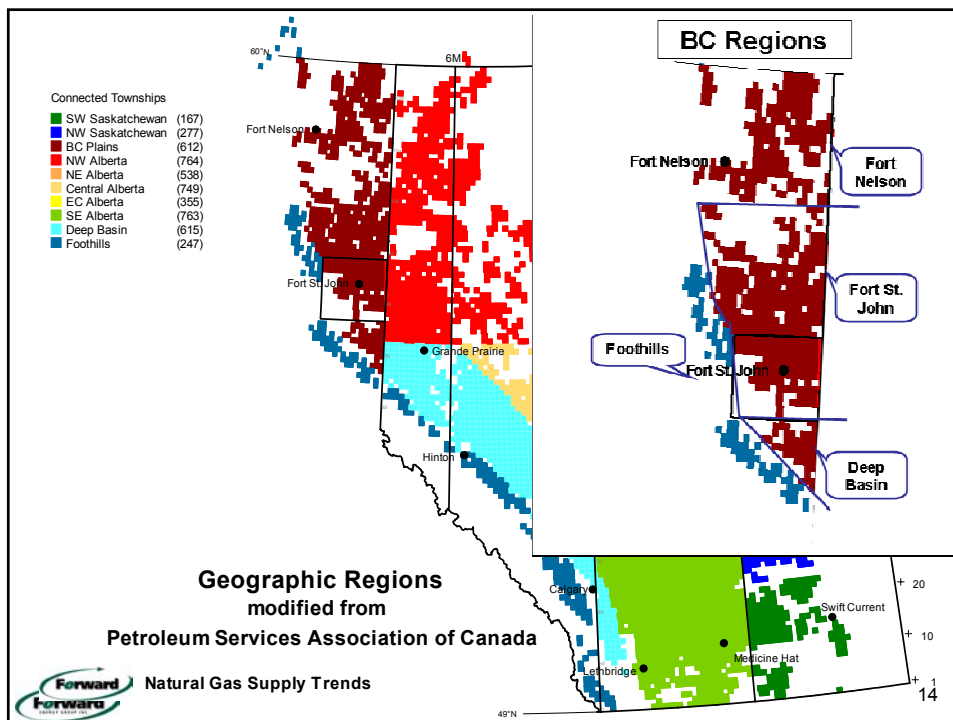 BC Regions
60°N
6M
Connected Townships
SW Saskatchewan (167)
NW Saskatchewan (277)
BC Plains (612)
NW Alberta (764)
NE Alberta (538)
Central Alberta (749)
EC Alberta (355)
SE Alberta (763)
Deep Basin (615)
Foothills (247)
Fort Nelson
Fort St. John
Grande Prairie
Hinton
Fort Nelson
Fort
Nelson
Fort St.
John
Foothills
Fort St. John
Deep
Basin
Geographic Regions
modified from
Petroleum Services Association of Canada
Calgary
Lethbridge
Medicine Hat
Swift Current
20
10
1
14
49°N
Forward
Forward
ENERGY GROUP INC.
Natural Gas Supply Trends